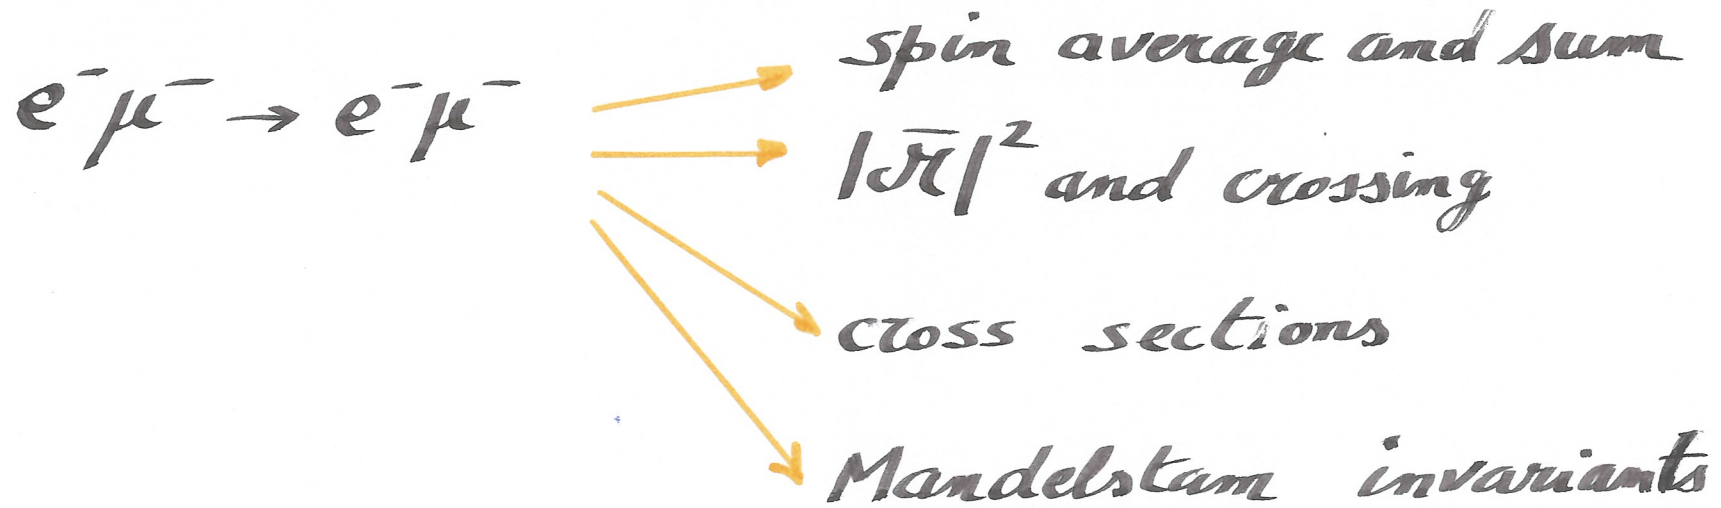 e⁻μ⁻ → e⁻μ⁻
spin average and sum
|𝓜̄|² and crossing
cross sections
Mandelstam invariants